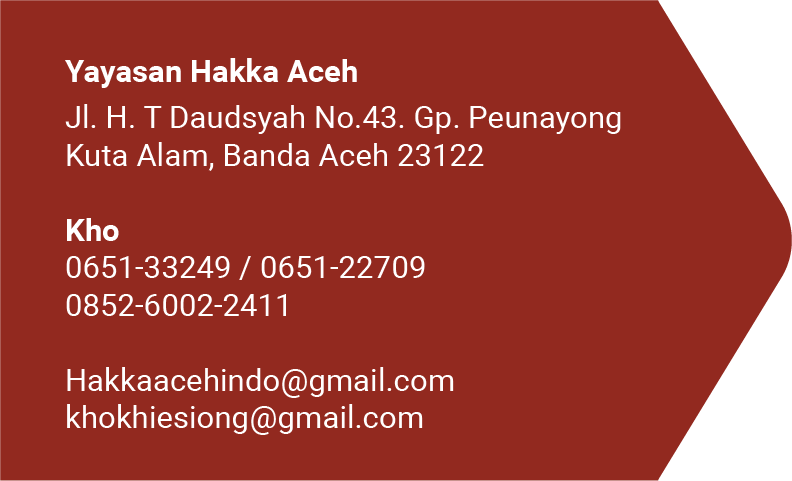 Yayasan Hakka Aceh
Jl. H. T Daudsyah No.43. Gp. Peunayong
Kuta Alam, Banda Aceh 23122
Kho
0651-33249 / 0651-22709
0852-6002-2411
Hakkaacehindo@gmail.com
khokhiesiong@gmail.com